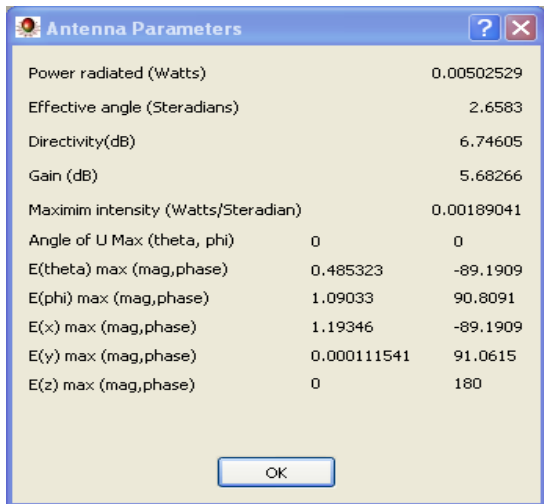 Antenna Parameters
Power radiated (Watts) 0.00502529
Effective angle (Steradians) 2.6583
Directivity(dB) 6.74605
Gain (dB) 5.68266
Maximim intensity (Watts/Steradian) 0.00189041
Angle of U Max (theta, phi) 0 0
E(theta) max (mag,phase) 0.485323 -89.1909
E(phi) max (mag,phase) 1.09033 90.8091
E(x) max (mag,phase) 1.19346 -89.1909
E(y) max (mag,phase) 0.000111541 91.0615
E(z) max (mag,phase) 0 180
OK